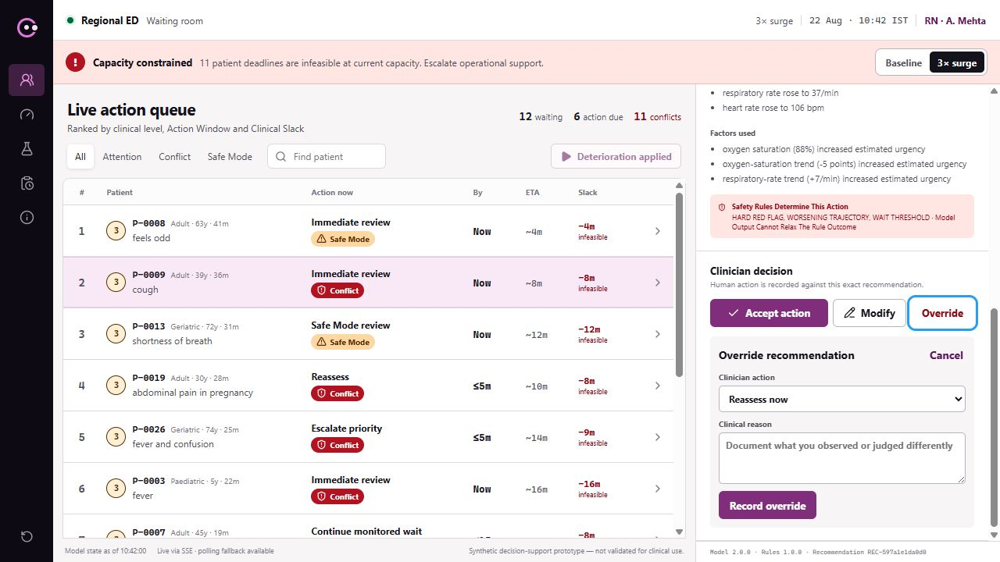 Regional ED Waiting room
3× surge 22 Aug · 10:42 IST RN · A. Mehta
Capacity constrained 11 patient deadlines are infeasible at current capacity. Escalate operational support.
Baseline 3× surge
Live action queue
Ranked by clinical level, Action Window and Clinical Slack
12 waiting 6 action due 11 conflicts
All Attention Conflict Safe Mode Find patient Deterioration applied
# Patient Action now By ETA Slack
1 3 P-0008 Adult · 63y · 41m Immediate review Now ~4m −4m
feels odd Safe Mode infeasible
2 3 P-0009 Adult · 39y · 36m Immediate review Now ~8m −8m
cough Conflict infeasible
3 3 P-0013 Geriatric · 72y · 31m Safe Mode review Now ~12m −12m
shortness of breath Safe Mode infeasible
4 3 P-0019 Adult · 30y · 28m Reassess ≤5m ~10m −8m
abdominal pain in pregnancy Conflict infeasible
5 3 P-0026 Geriatric · 74y · 25m Escalate priority ≤5m ~14m −9m
fever and confusion Conflict infeasible
6 3 P-0003 Paediatric · 5y · 22m Immediate review Now ~16m −16m
fever Conflict infeasible
P-0007 Adult · 45y · 19m Continue monitored wait −8m
Model state as of 10:42:00 Live via SSE · polling fallback available Synthetic decision-support prototype — not validated for clinical use.
respiratory rate rose to 37/min
heart rate rose to 106 bpm
Factors used
oxygen saturation (88%) increased estimated urgency
oxygen-saturation trend (-5 points) increased estimated urgency
respiratory-rate trend (+7/min) increased estimated urgency
Safety Rules Determine This Action
HARD RED FLAG, WORSENING TRAJECTORY, WAIT THRESHOLD · Model
Output Cannot Relax The Rule Outcome
Clinician decision
Human action is recorded against this exact recommendation.
Accept action Modify Override
Override recommendation Cancel
Clinician action
Reassess now
Clinical reason
Document what you observed or judged differently
Record override
Model 2.0.0 · Rules 1.0.0 · Recommendation REC-597a1e1da0d0